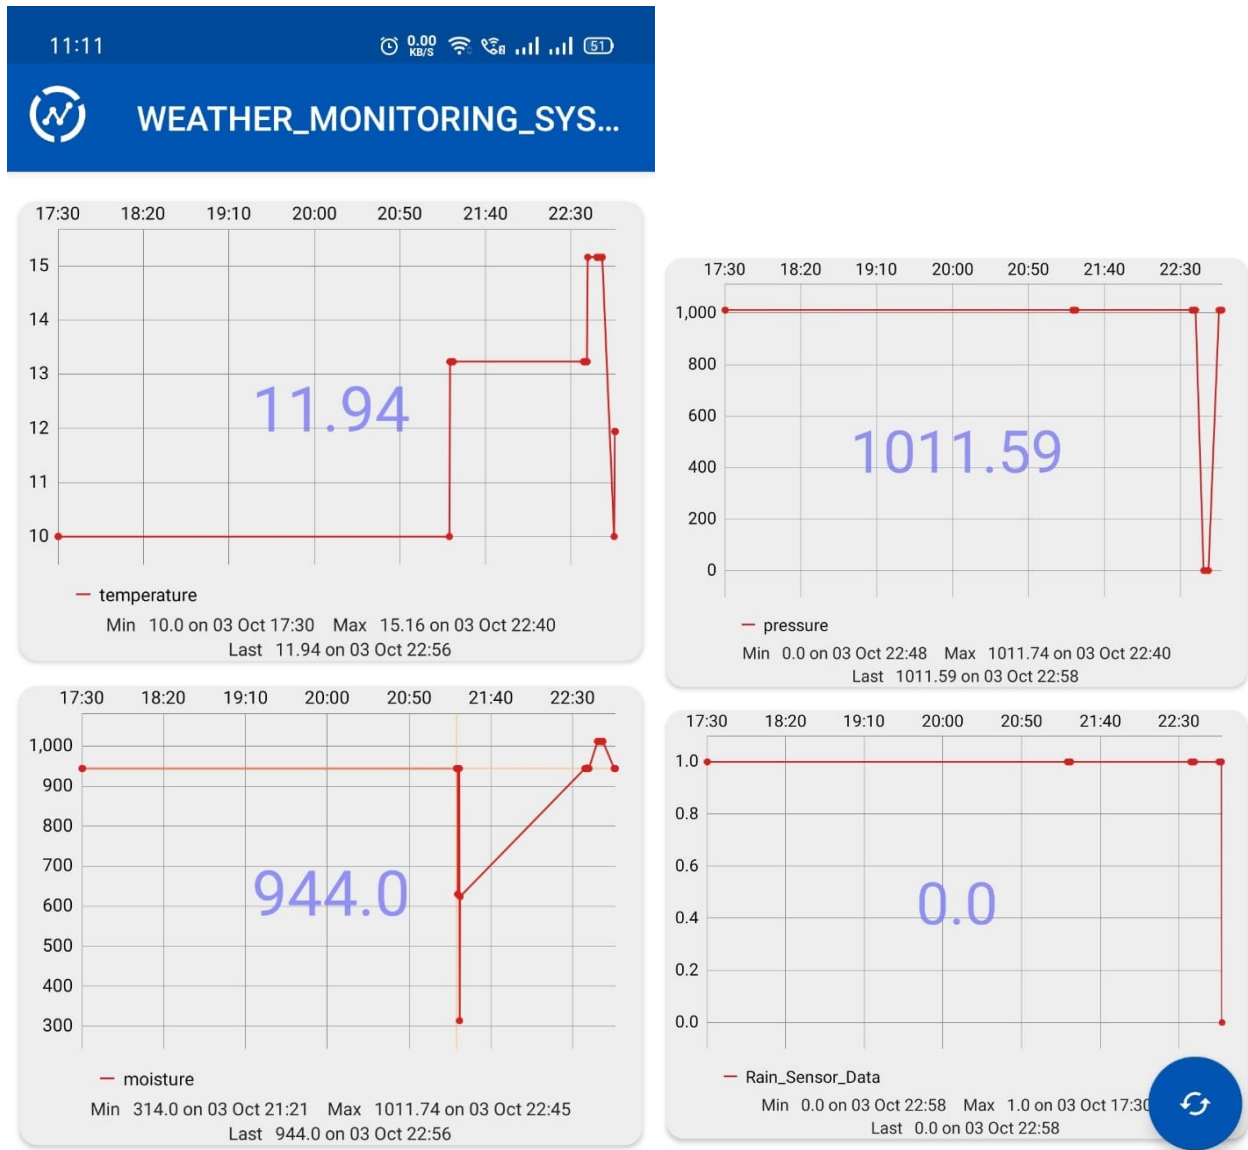 11:11
0.00
KB/S
51
WEATHER_MONITORING_SYS...
17:30 18:20 19:10 20:00 20:50 21:40 22:30
15
14
13
12
11
10
11.94
temperature
Min 10.0 on 03 Oct 17:30 Max 15.16 on 03 Oct 22:40
Last 11.94 on 03 Oct 22:56
17:30 18:20 19:10 20:00 20:50 21:40 22:30
1,000
900
800
700
600
500
400
300
944.0
moisture
Min 314.0 on 03 Oct 21:21 Max 1011.74 on 03 Oct 22:45
Last 944.0 on 03 Oct 22:56
17:30 18:20 19:10 20:00 20:50 21:40 22:30
1,000
800
600
400
200
0
1011.59
pressure
Min 0.0 on 03 Oct 22:48 Max 1011.74 on 03 Oct 22:40
Last 1011.59 on 03 Oct 22:58
17:30 18:20 19:10 20:00 20:50 21:40 22:30
1.0
0.8
0.6
0.4
0.2
0.0
0.0
Rain_Sensor_Data
Min 0.0 on 03 Oct 22:58 Max 1.0 on 03 Oct 17:30
Last 0.0 on 03 Oct 22:58